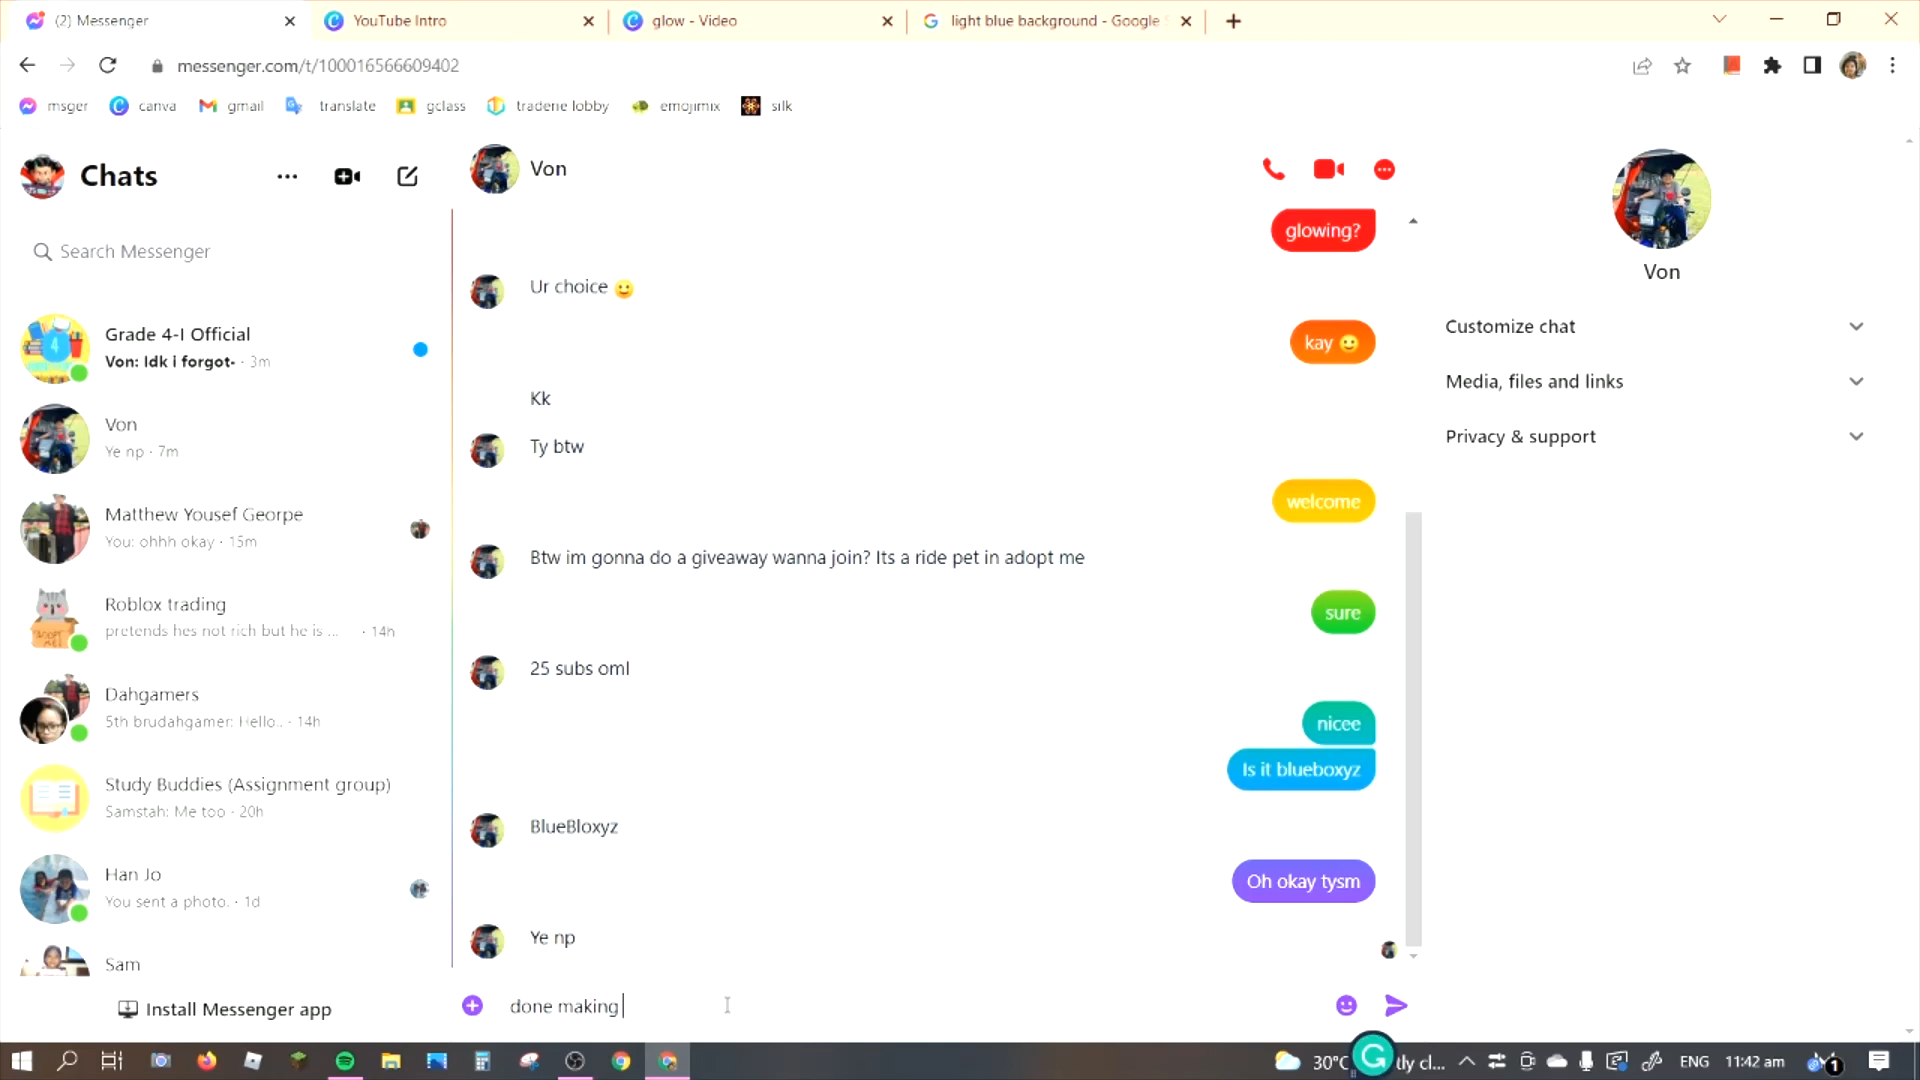 (2) Messenger
YouTube Intro
glow - Video
light blue background - Google
messenger.com/t/100016566609402
msger
canva
gmail
translate
gclass
traderie lobby
emojimix
silk
Chats
Search Messenger
Grade 4-I Official
Von: Idk i forgot- · 3m
Von
Ye np · 7m
Matthew Yousef Georpe
You: ohhh okay · 15m
Roblox trading
pretends hes not rich but he is ... · 14h
Dahgamers
5th brudahgamer: Hello.. · 14h
Study Buddies (Assignment group)
Samstah: Me too · 20h
Han Jo
You sent a photo. · 1d
Sam
Install Messenger app
Von
glowing?
Ur choice 🙂
kay 🙂
Kk
Ty btw
welcome
Btw im gonna do a giveaway wanna join? Its a ride pet in adopt me
sure
25 subs oml
nicee
Is it blueboxyz
BlueBloxyz
Oh okay tysm
Ye np
done making
Von
Customize chat
Media, files and links
Privacy & support
30°C
tly cl...
ENG
11:42 am
1